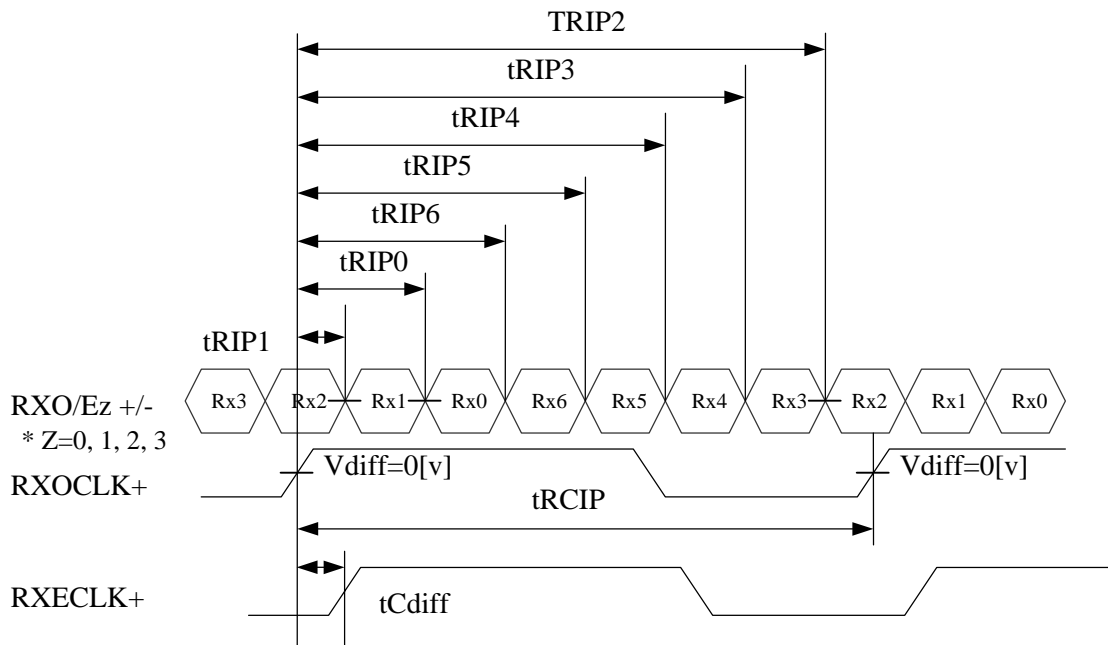 TRIP2
tRIP3
tRIP4
tRIP5
tRIP6
tRIP0
tRIP1
RXO/Ez +/-
* Z=0, 1, 2, 3
Rx3 Rx2 Rx1 Rx0 Rx6 Rx5 Rx4 Rx3 Rx2 Rx1 Rx0
RXOCLK+ Vdiff=0[v] Vdiff=0[v]
tRCIP
RXECLK+ tCdiff